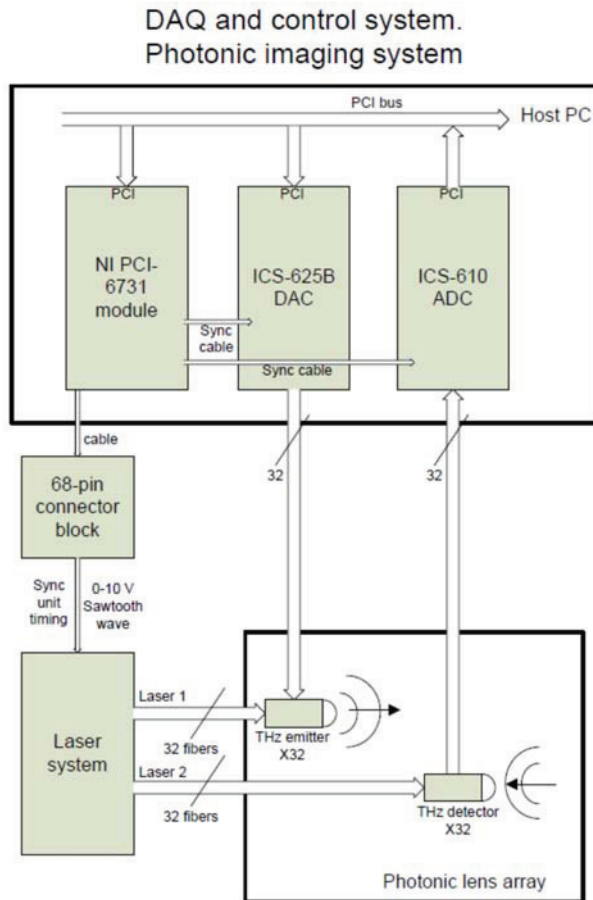 DAQ and control system.
Photonic imaging system
PCI bus
Host PC
PCI
PCI
PCI
NI PCI-
6731
module
ICS-625B
DAC
ICS-610
ADC
Sync
cable
Sync cable
cable
32
32
68-pin
connector
block
Sync
unit
timing
0-10 V
Sawtooth
wave
Laser
system
Laser 1
32 fibers
THz emitter
X32
Laser 2
32 fibers
THz detector
X32
Photonic lens array